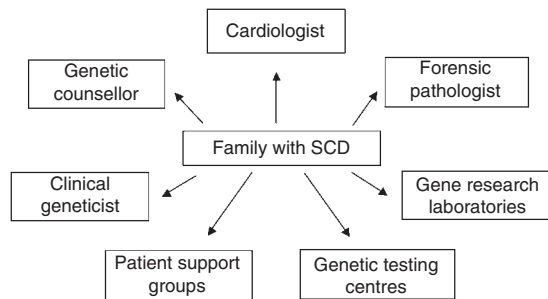 Cardiologist
Genetic
counsellor
Forensic
pathologist
Family with SCD
Clinical
geneticist
Gene research
laboratories
Patient support
groups
Genetic testing
centres